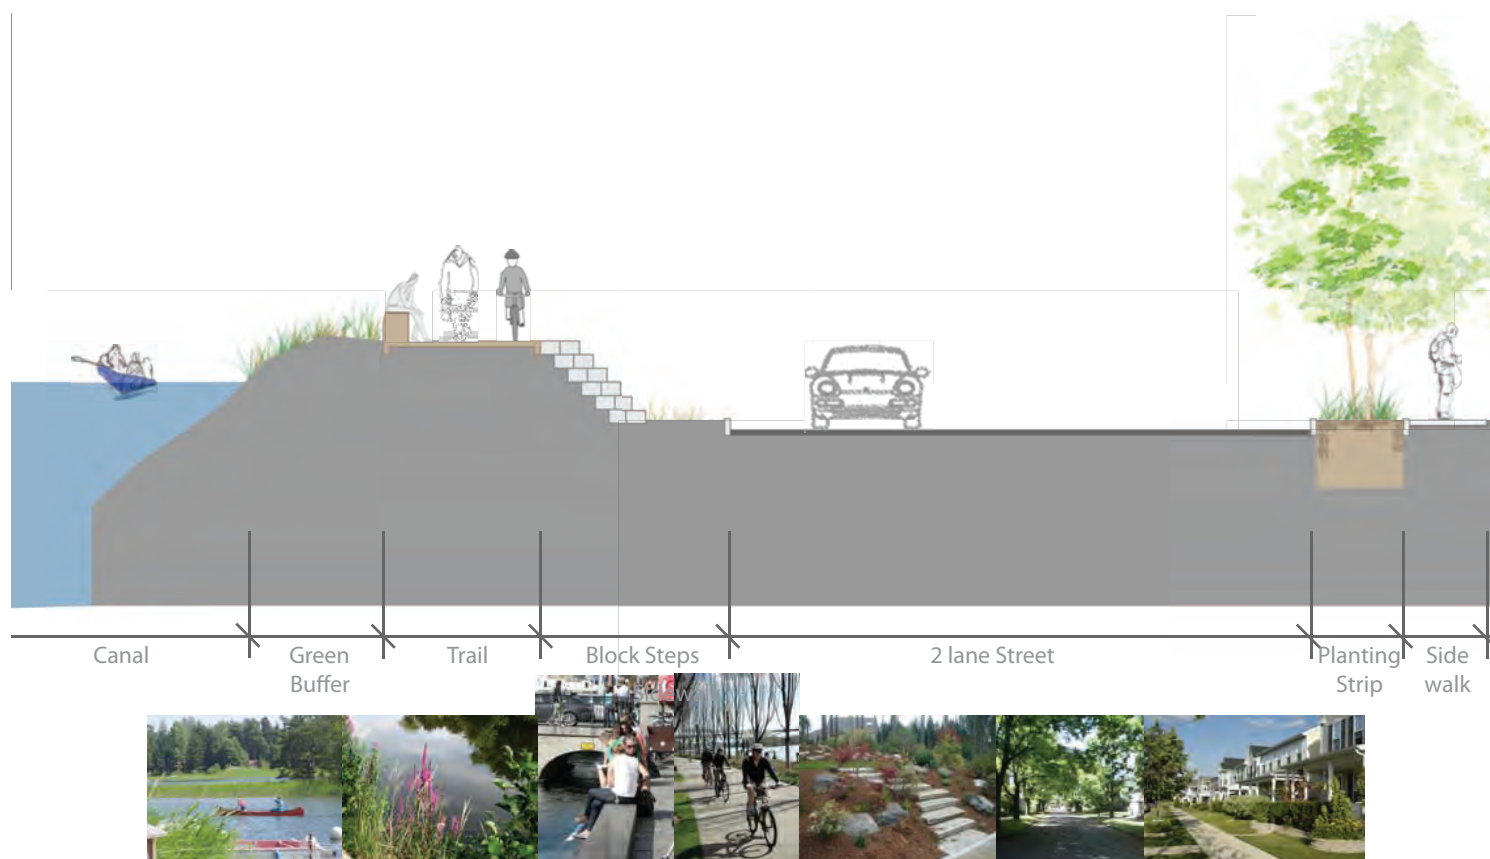 Canal
Green
Buffer
Trail
Block Steps
2 lane Street
Planting
Strip
Side
walk